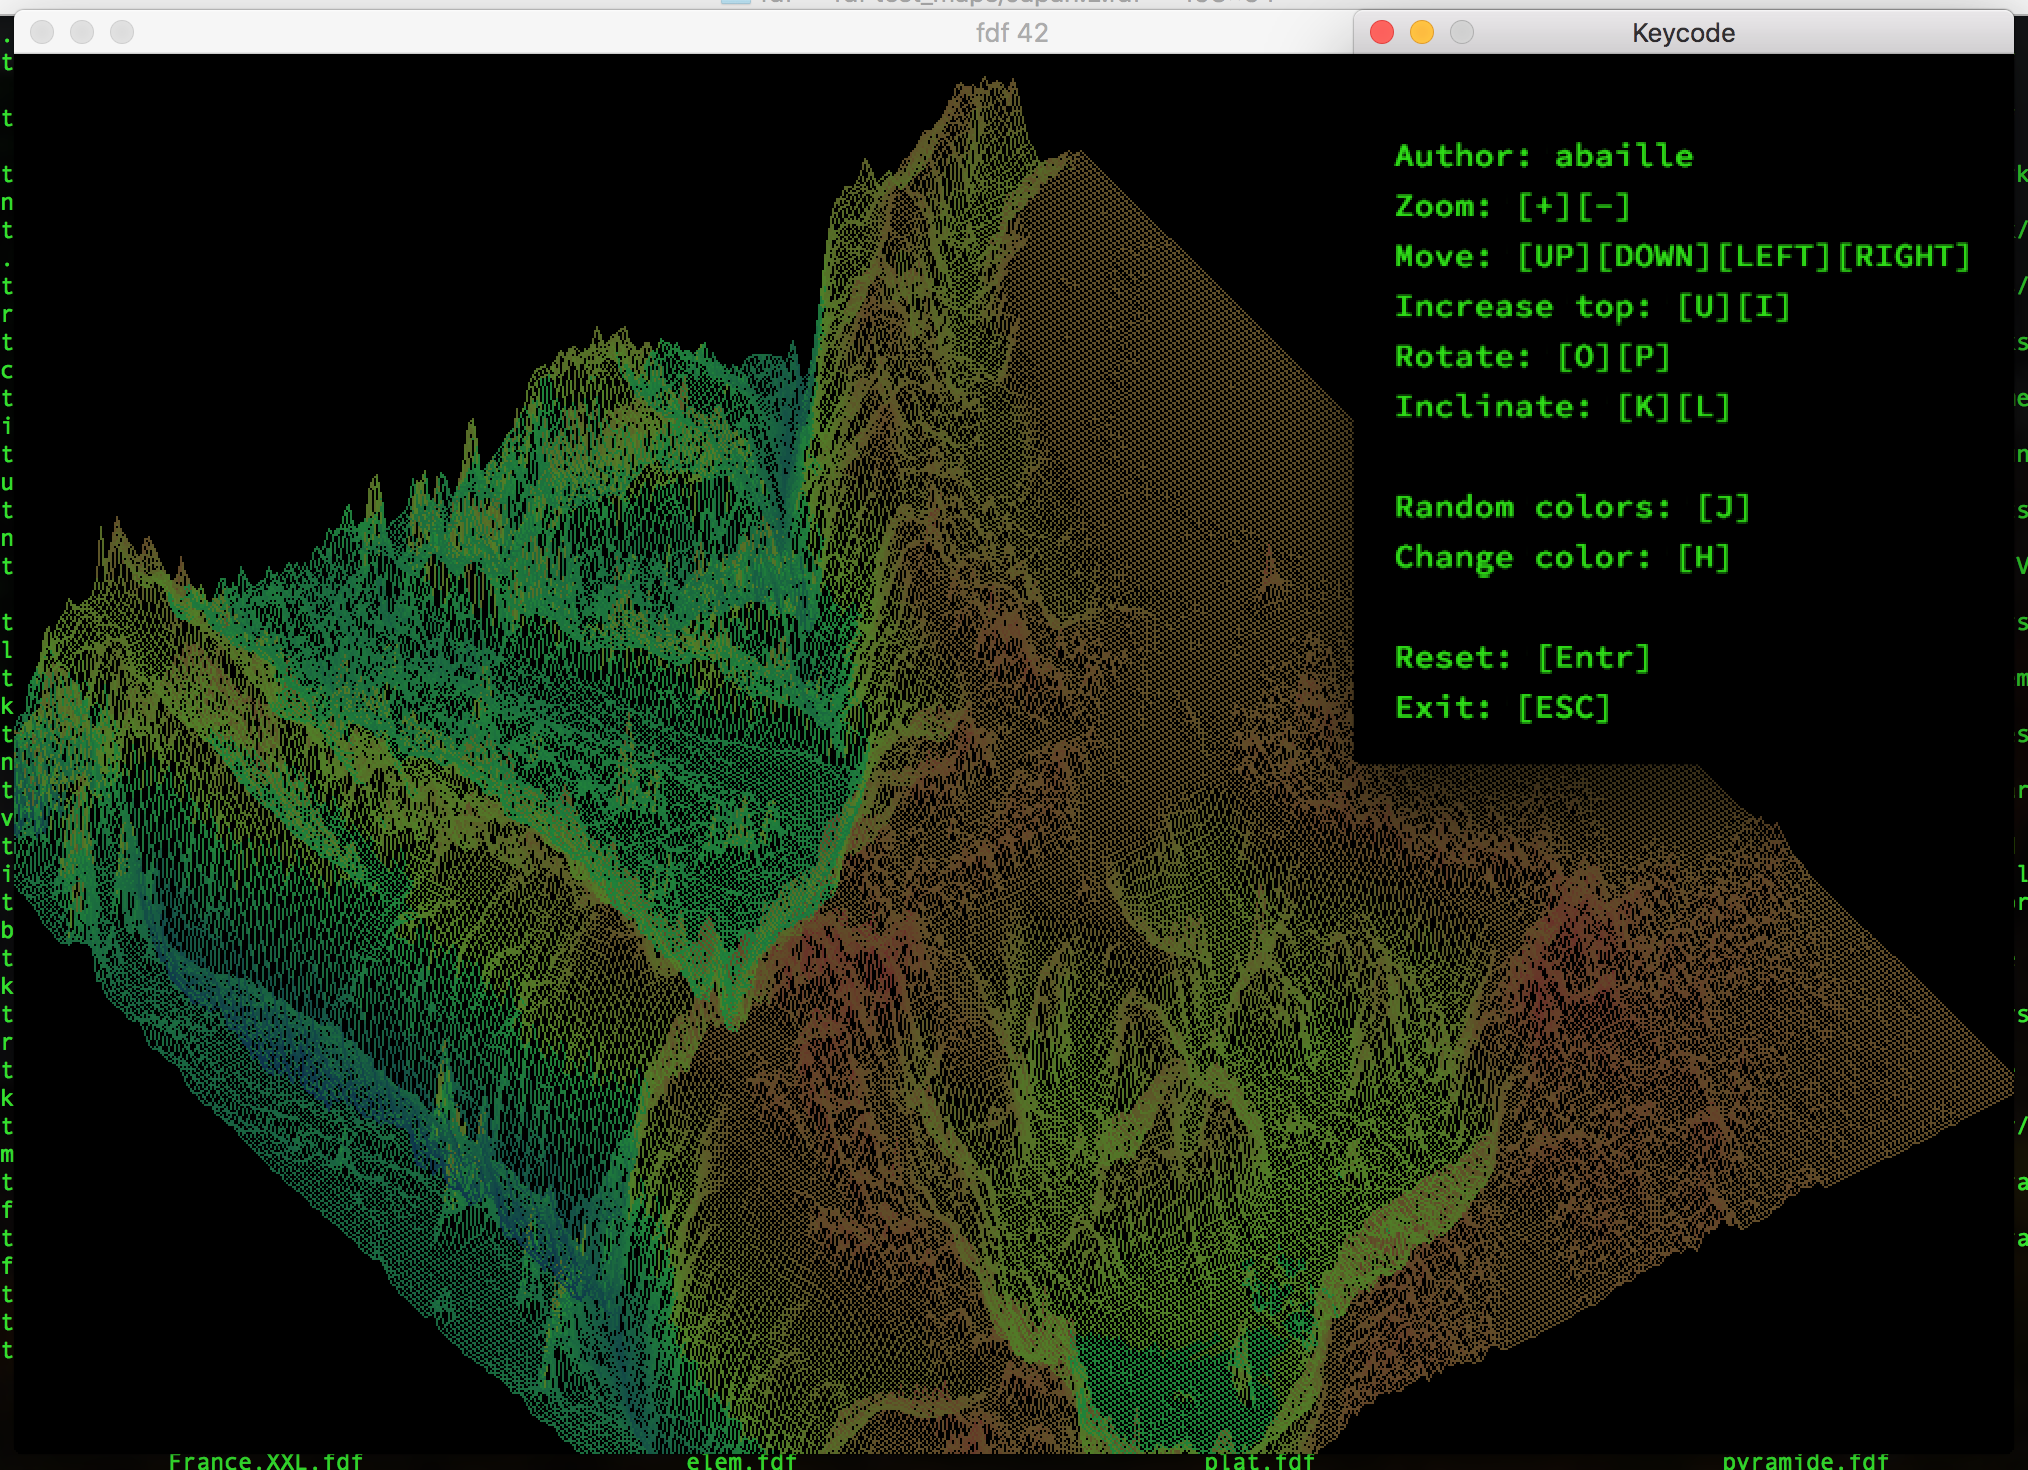 fdf 42
Keycode
Author: abaille
Zoom: [+][-]
Move: [UP][DOWN][LEFT][RIGHT]
Increase top: [U][I]
Rotate: [O][P]
Inclinate: [K][L]
Random colors: [J]
Change color: [H]
Reset: [Entr]
Exit: [ESC]
France.XXL.fdf elem.fdf plat.fdf pyramide.fdf